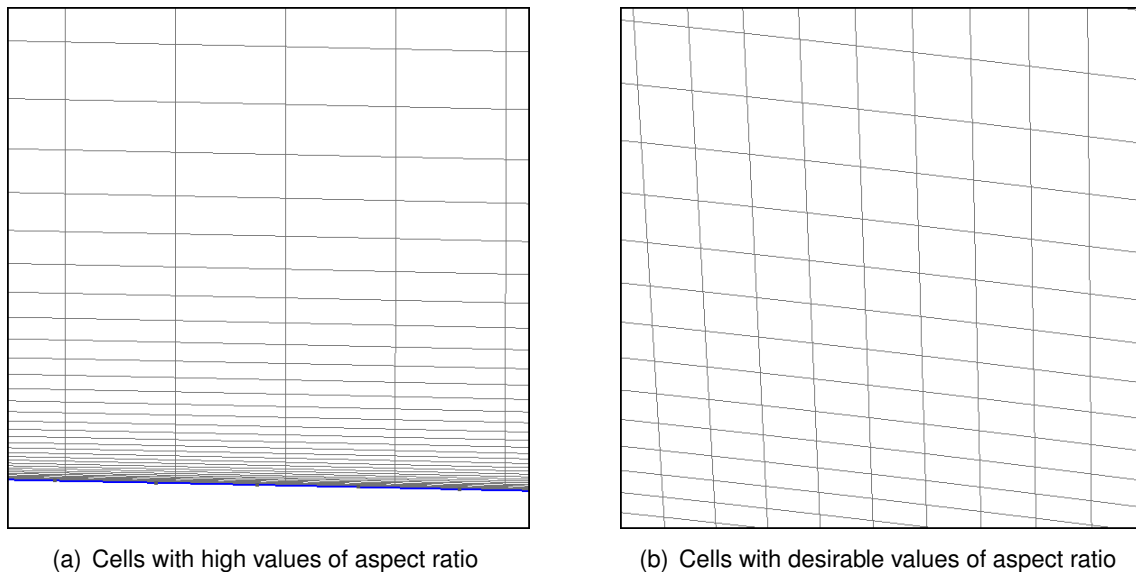 (a) Cells with high values of aspect ratio
(b) Cells with desirable values of aspect ratio